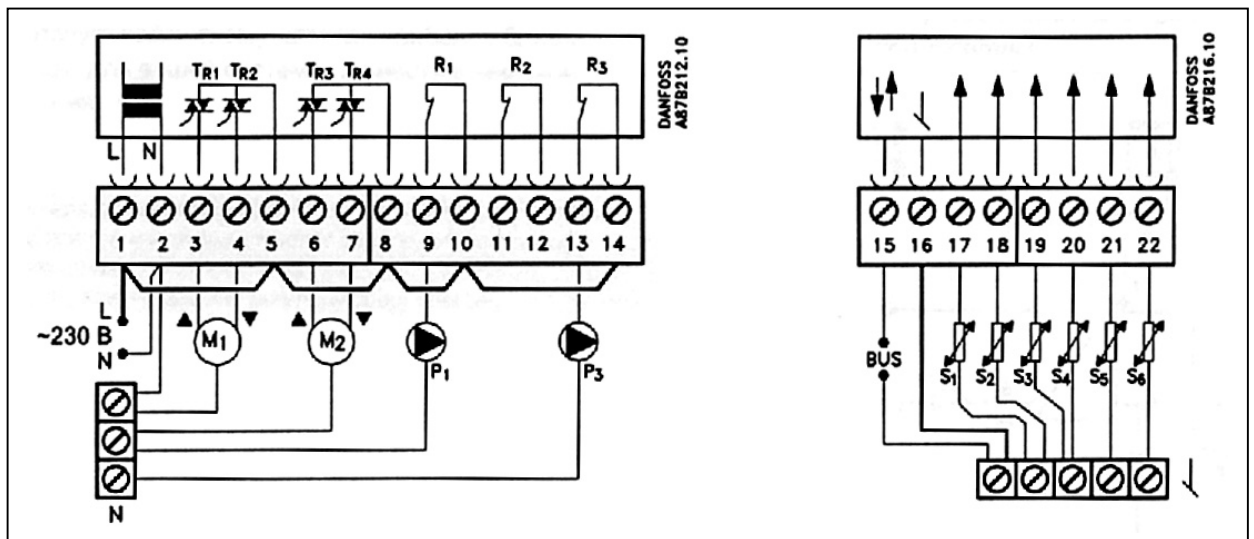 TR1 TR2 TR3 TR4 R1 R2 R3
DANFOSS
A87B212.10
L N
1 2 3 4 5 6 7 8 9 10 11 12 13 14
L
~230 B
N
M1 M2 P1 P3
N
DANFOSS
A87B216.10
15 16 17 18 19 20 21 22
BUS
S1 S2 S3 S4 S5 S6